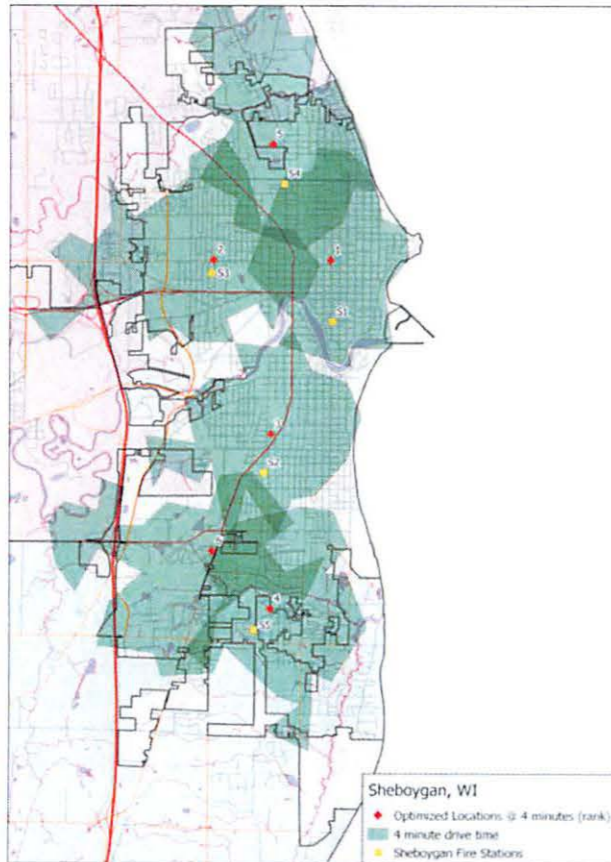 5
S4
2
1
S3
S1
3
S2
4
S5
Sheboygan, WI
Optimized Locations @ 4 minutes (rank)
4 minute drive time
Sheboygan Fire Stations